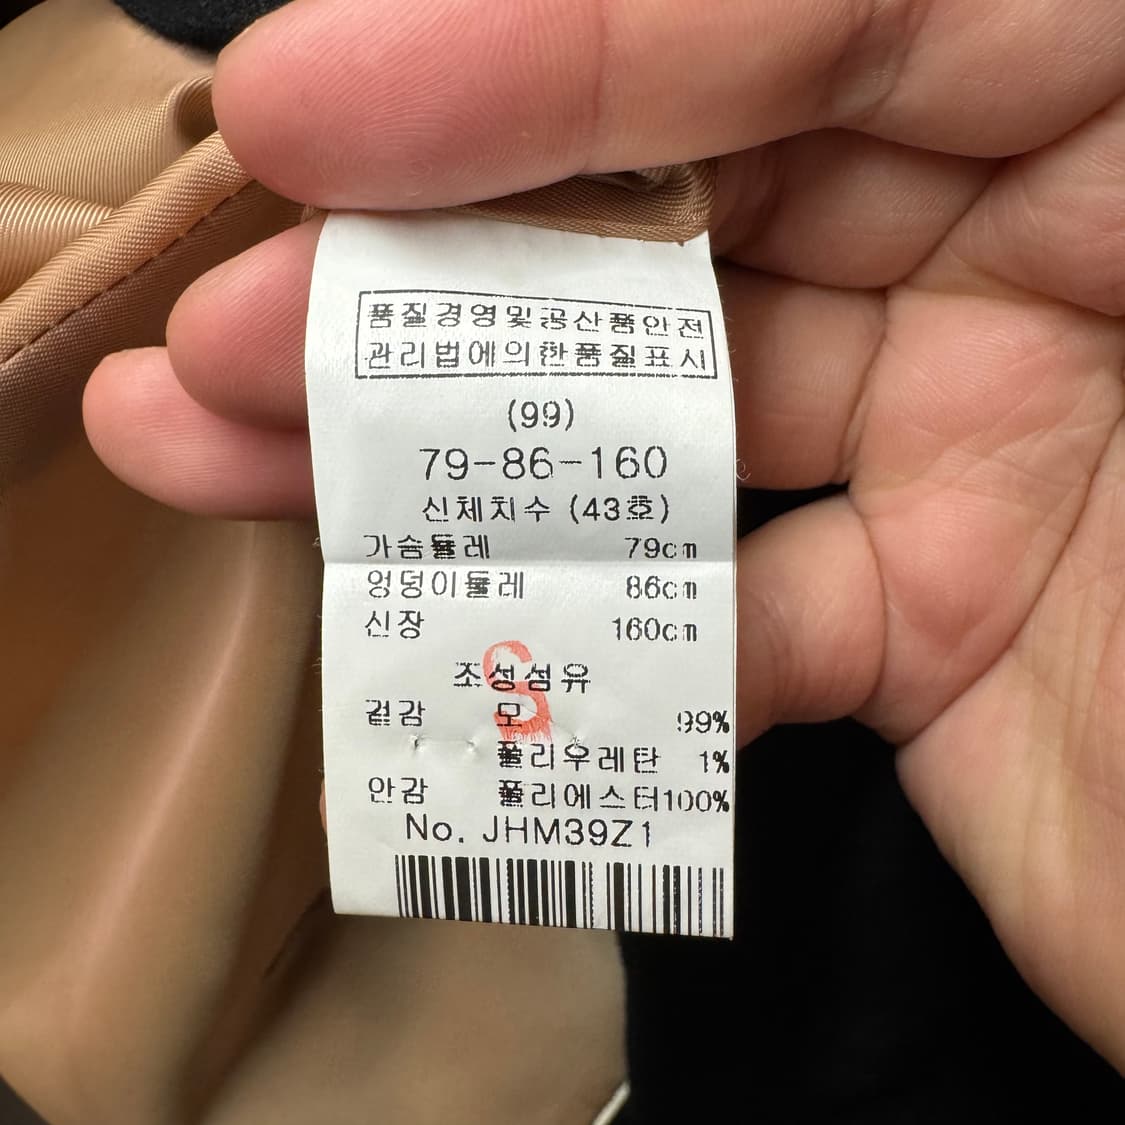 품질경영및공산품안전
관리법에의한품질표시
(99)
79-86-160
신체치수 (43호)
가슴둘레 79cm
엉덩이둘레 86cm
신장 160cm
조성섬유
겉감 모 99%
폴리우레탄 1%
안감 폴리에스터100%
No. JHM39Z1